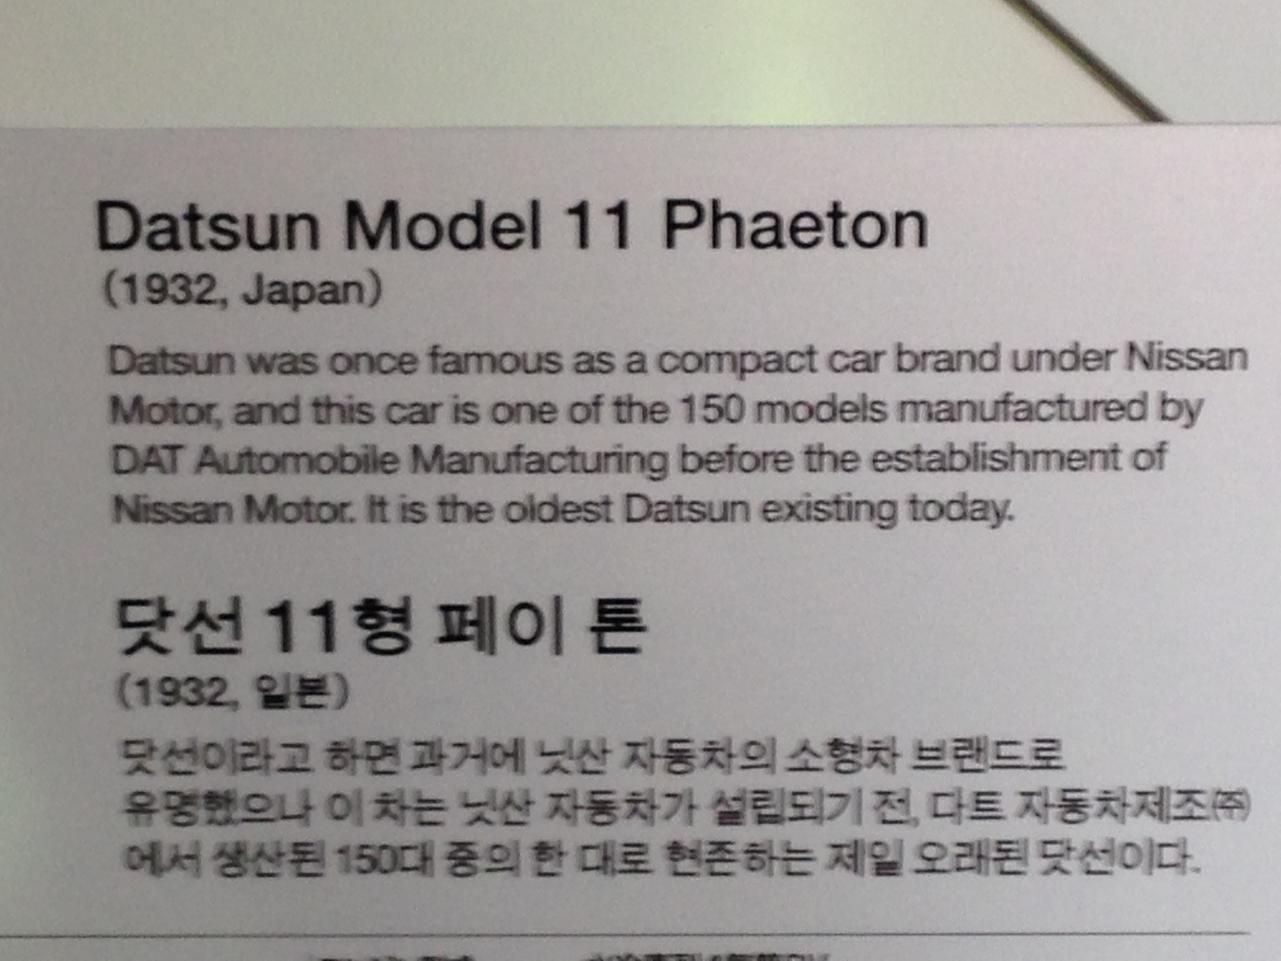 Datsun Model 11 Phaeton
(1932, Japan)
Datsun was once famous as a compact car brand under Nissan
Motor, and this car is one of the 150 models manufactured by
DAT Automobile Manufacturing before the establishment of
Nissan Motor. It is the oldest Datsun existing today.
닷선 11형 페이 톤
(1932, 일본)
닷선이라고 하면 과거에 닛산 자동차의 소형차 브랜드로
유명했으나 이 차는 닛산 자동차가 설립되기 전, 다트 자동차제조㈜
에서 생산된 150대 중의 한 대로 현존하는 제일 오래된 닷선이다.